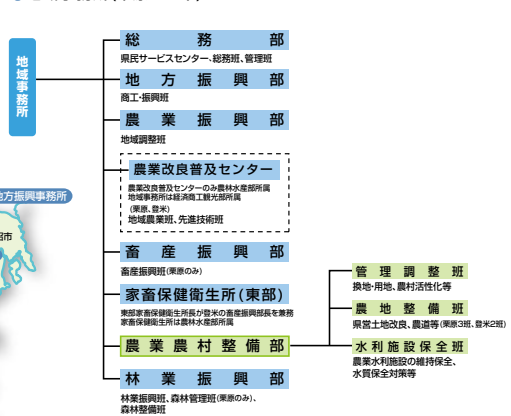 地域事務所
総務部
県民サービスセンター、総務班、管理班
地方振興部
商工・振興班
農業振興部
地域調整班
農業改良普及センター
農業改良普及センターのみ農林水産部所属
地域事務所は経済商工観光部所属
(栗原、登米)
地域農業班、先進技術班
畜産振興部
畜産振興班(栗原のみ)
家畜保健衛生所(東部)
東部家畜保健衛生所長が登米の畜産振興部長を兼務
家畜保健衛生所は農林水産部所属
農業農村整備部
林業振興部
林業振興班、森林管理班(栗原のみ)、
森林整備班
管理調整班
換地・用地、農村活性化等
農地整備班
県営土地改良、農道等(栗原3班、登米2班)
水利施設保全班
農業水利施設の維持保全、
水質保全対策等
地方振興事務所
沼市